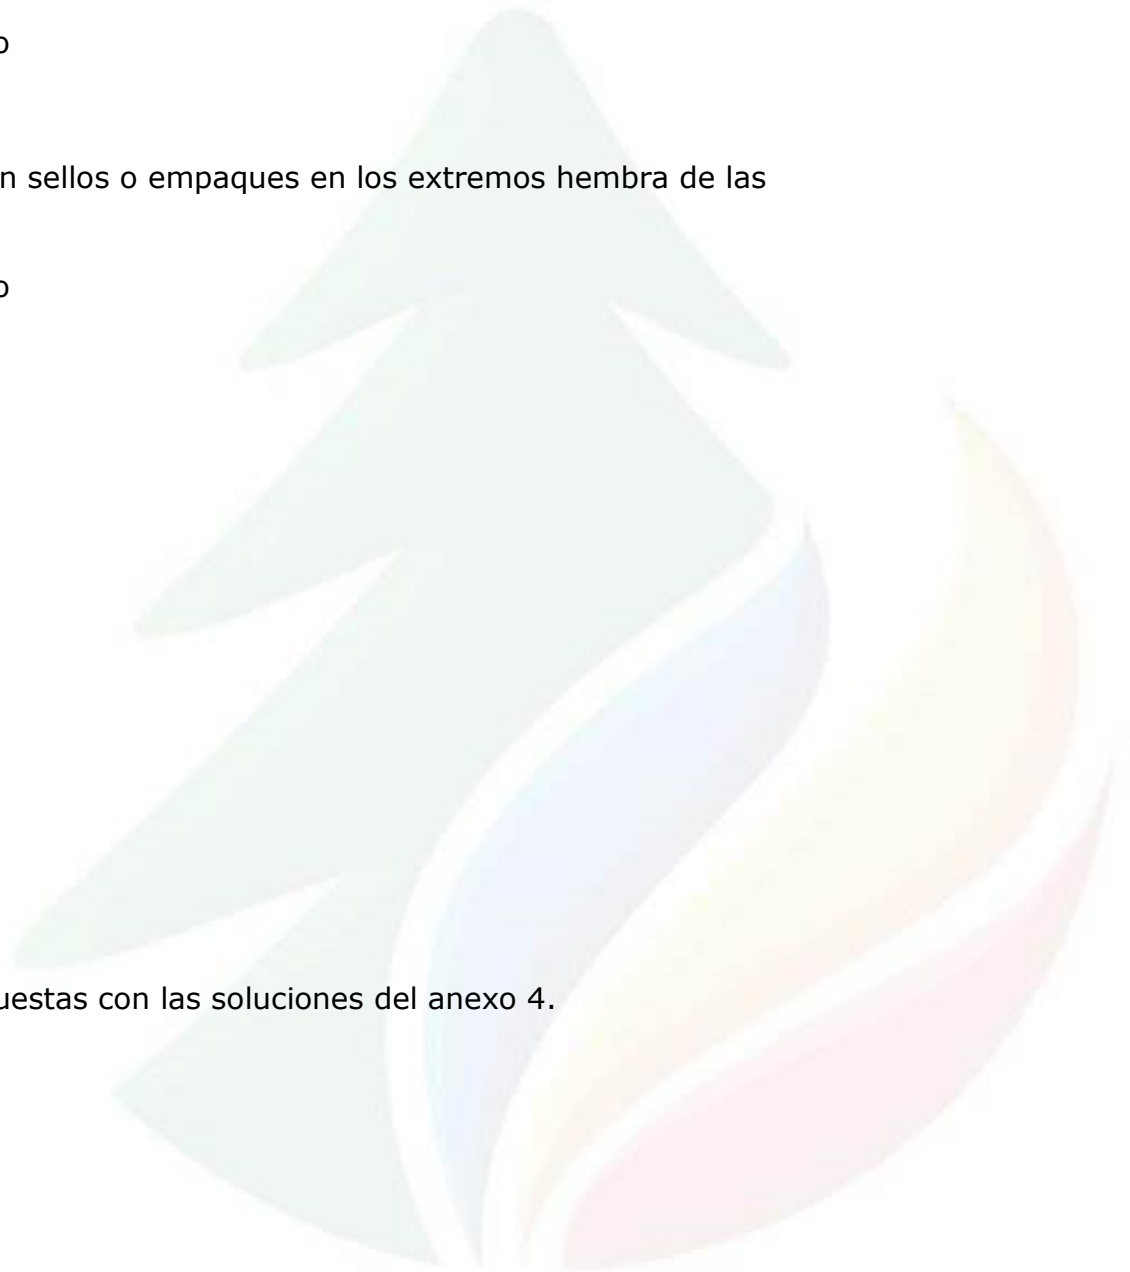 o
n sellos o empaques en los extremos hembra de las
o
uestas con las soluciones del anexo 4.